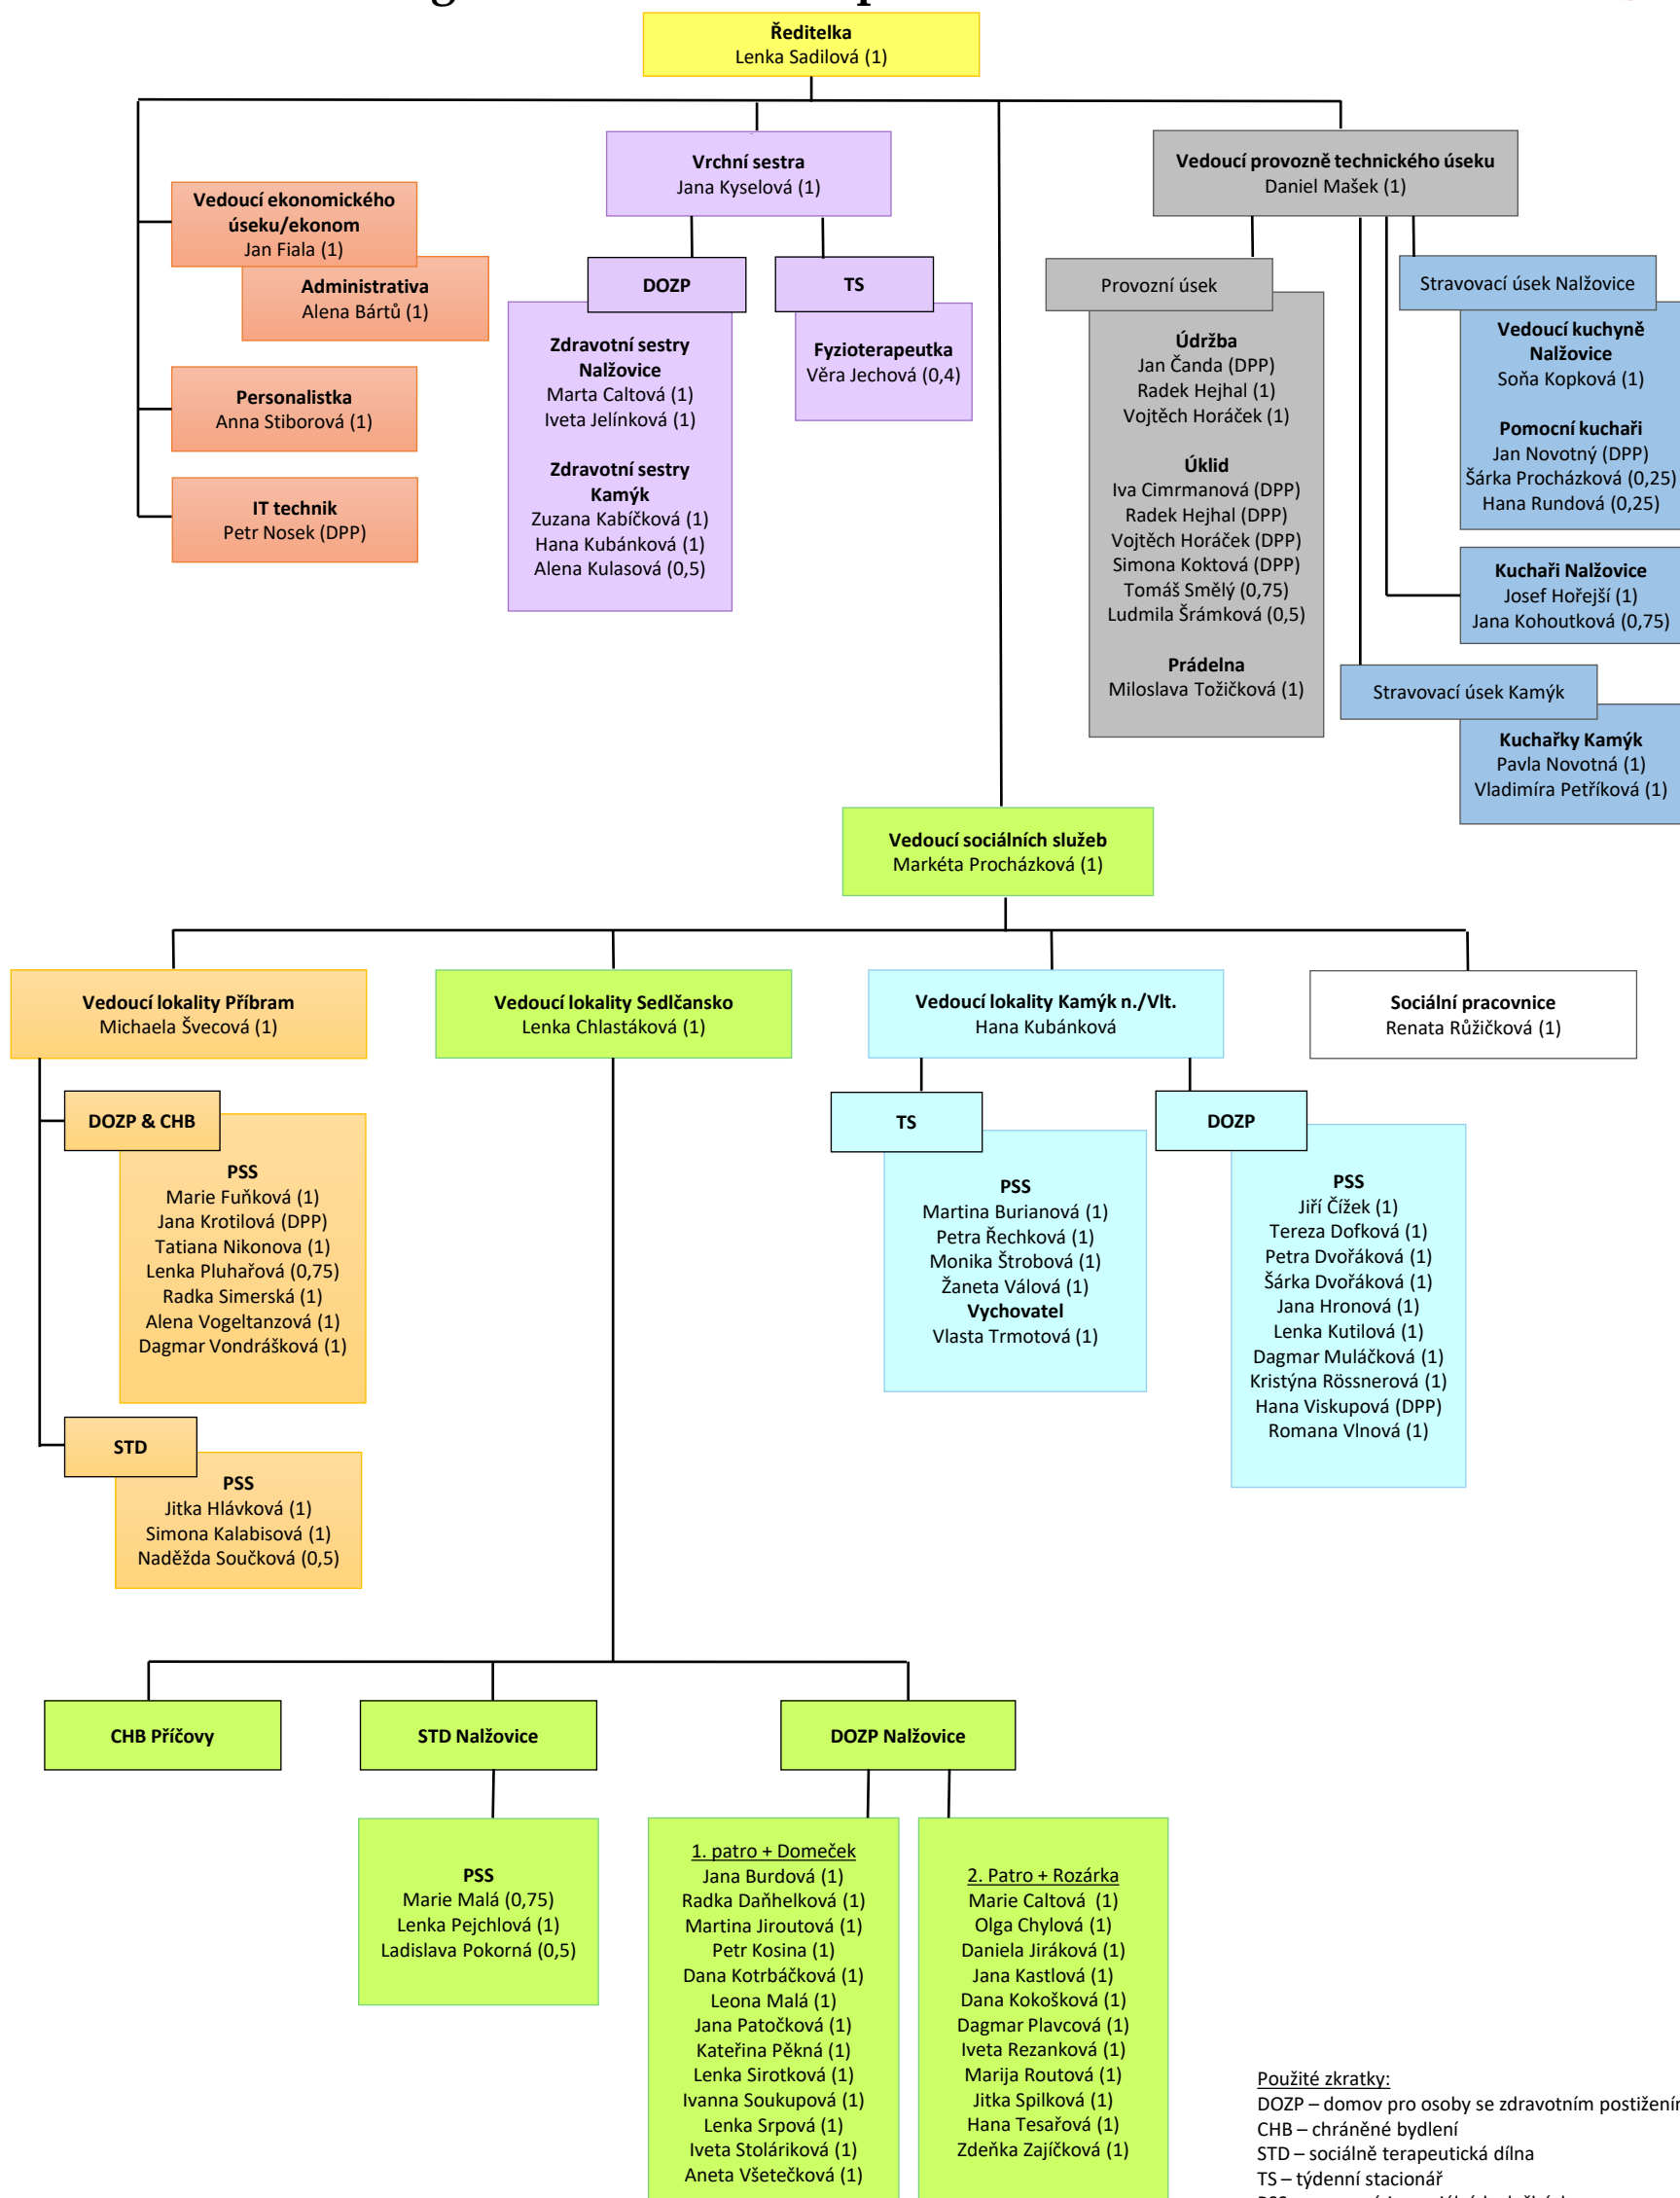 Ředitelka
Lenka Sadilová (1)
Vrchní sestra
Jana Kyselová (1)
Vedoucí provozně technického úseku
Daniel Mašek (1)
Vedoucí ekonomického
úseku/ekonom
Jan Fiala (1)
Administrativa
Alena Bártů (1)
Personalistka
Anna Stiborová (1)
IT technik
Petr Nosek (DPP)
DOZP
Zdravotní sestry
Nalžovice
Marta Caltová (1)
Iveta Jelínková (1)
Zdravotní sestry
Kamýk
Zuzana Kabíčková (1)
Hana Kubánková (1)
Alena Kulasová (0,5)
TS
Fyzioterapeutka
Věra Jechová (0,4)
Provozní úsek
Údržba
Jan Čanda (DPP)
Radek Hejhal (1)
Vojtěch Horáček (1)
Úklid
Iva Cimrmanová (DPP)
Radek Hejhal (DPP)
Vojtěch Horáček (DPP)
Simona Koktová (DPP)
Tomáš Smělý (0,75)
Ludmila Šrámková (0,5)
Prádelna
Miloslava Tožičková (1)
Stravovací úsek Nalžovice
Vedoucí kuchyně
Nalžovice
Soňa Kopková (1)
Pomocní kuchaři
Jan Novotný (DPP)
Šárka Procházková (0,25)
Hana Rundová (0,25)
Kuchaři Nalžovice
Josef Hořejší (1)
Jana Kohoutková (0,75)
Stravovací úsek Kamýk
Kuchařky Kamýk
Pavla Novotná (1)
Vladimíra Petříková (1)
Vedoucí sociálních služeb
Markéta Procházková (1)
Vedoucí lokality Příbram
Michaela Švecová (1)
Vedoucí lokality Sedlčansko
Lenka Chlastáková (1)
Vedoucí lokality Kamýk n./Vlt.
Hana Kubánková
Sociální pracovnice
Renata Růžičková (1)
DOZP & CHB
PSS
Marie Fuňková (1)
Jana Krotilová (DPP)
Tatiana Nikonova (1)
Lenka Pluhařová (0,75)
Radka Simerská (1)
Alena Vogeltanzová (1)
Dagmar Vondrášková (1)
STD
PSS
Jitka Hlávková (1)
Simona Kalabisová (1)
Naděžda Součková (0,5)
TS
PSS
Martina Burianová (1)
Petra Řechková (1)
Monika Štrobová (1)
Žaneta Válová (1)
Vychovatel
Vlasta Trmotová (1)
DOZP
PSS
Jiří Čížek (1)
Tereza Dofková (1)
Petra Dvořáková (1)
Šárka Dvořáková (1)
Jana Hronová (1)
Lenka Kutilová (1)
Dagmar Muláčková (1)
Kristýna Rössnerová (1)
Hana Viskupová (DPP)
Romana Vlnová (1)
CHB Příčovy
STD Nalžovice
DOZP Nalžovice
PSS
Marie Malá (0,75)
Lenka Pejchlová (1)
Ladislava Pokorná (0,5)
1. patro + Domeček
Jana Burdová (1)
Radka Daňhelková (1)
Martina Jiroutová (1)
Petr Kosina (1)
Dana Kotrbáčková (1)
Leona Malá (1)
Jana Patočková (1)
Kateřina Pěkná (1)
Lenka Sirotková (1)
Ivanna Soukupová (1)
Lenka Srpová (1)
Iveta Stoláriková (1)
Aneta Všetečková (1)
2. Patro + Rozárka
Marie Caltová (1)
Olga Chylová (1)
Daniela Jiráková (1)
Jana Kastlová (1)
Dana Kokošková (1)
Dagmar Plavcová (1)
Iveta Rezanková (1)
Marija Routová (1)
Jitka Spilková (1)
Hana Tesařová (1)
Zdeňka Zajíčková (1)
Použité zkratky:
DOZP – domov pro osoby se zdravotním postižením
CHB – chráněné bydlení
STD – sociálně terapeutická dílna
TS – týdenní stacionář